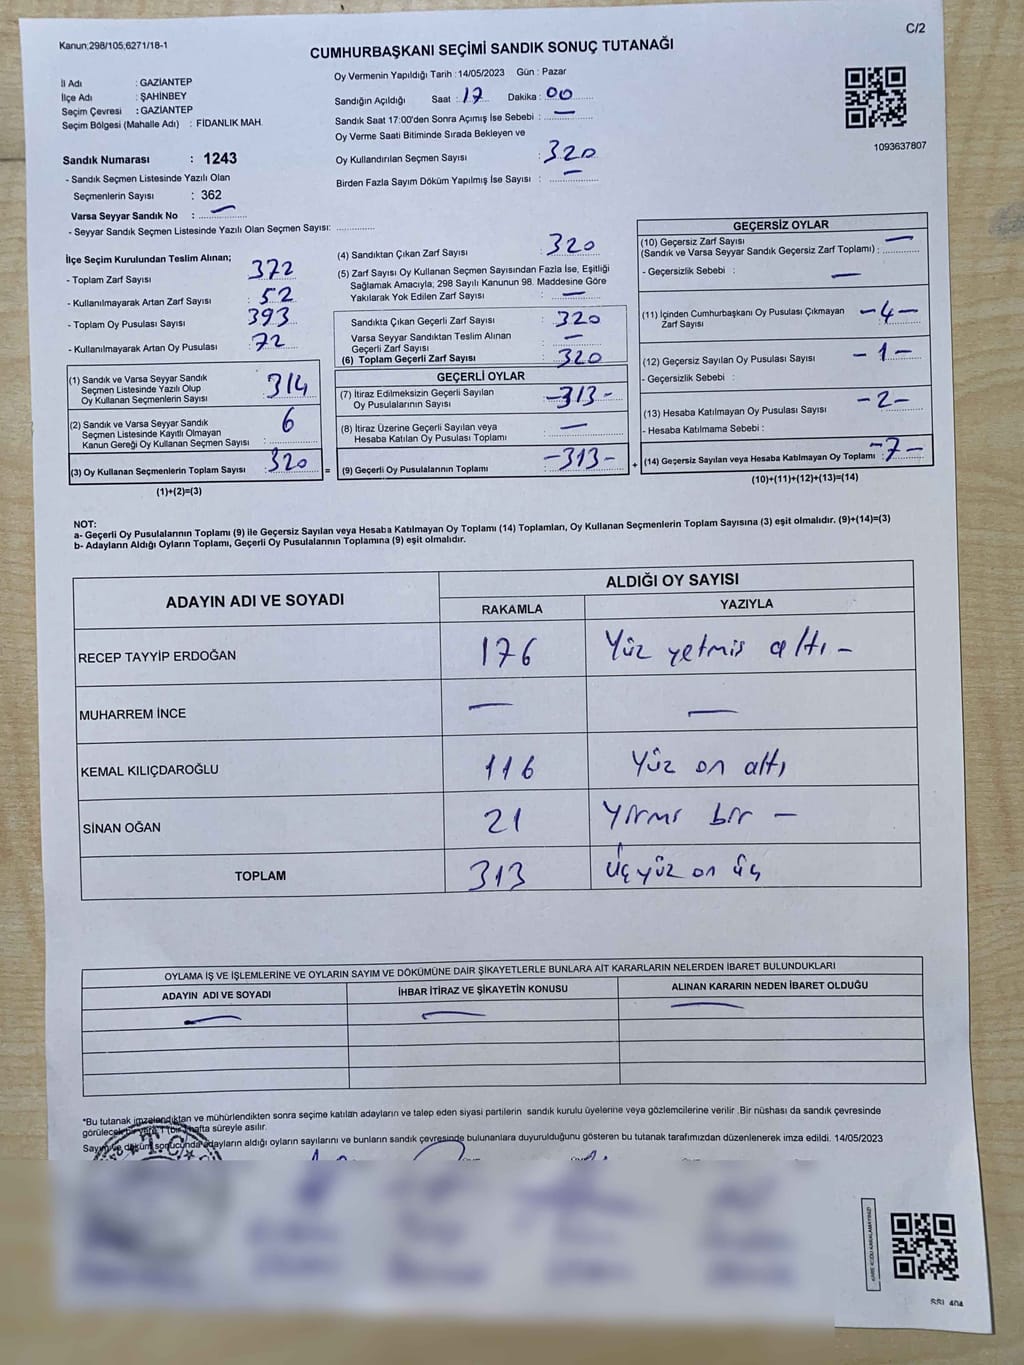 Kanun;298/105,6271/18-1
C/2
CUMHURBAŞKANI SEÇİMİ SANDIK SONUÇ TUTANAĞI
İl Adı : GAZİANTEP
İlçe Adı : ŞAHİNBEY
Seçim Çevresi : GAZİANTEP
Seçim Bölgesi (Mahalle Adı) : FİDANLIK MAH.
Sandık Numarası : 1243
- Sandık Seçmen Listesinde Yazılı Olan
Seçmenlerin Sayısı : 362
Varsa Seyyar Sandık No : —
- Seyyar Sandık Seçmen Listesinde Yazılı Olan Seçmen Sayısı: ..............
Oy Vermenin Yapıldığı Tarih : 14/05/2023 Gün : Pazar
Sandığın Açıldığı Saat : 17 Dakika : 00
Sandık Saat 17:00'den Sonra Açımış İse Sebebi : —
Oy Verme Saati Bitiminde Sırada Bekleyen ve
Oy Kullandırılan Seçmen Sayısı : 320
Birden Fazla Sayım Döküm Yapılmış İse Sayısı : —
1093637807
İlçe Seçim Kurulundan Teslim Alınan;
- Toplam Zarf Sayısı : 372
- Kullanılmayarak Artan Zarf Sayısı : 52
- Toplam Oy Pusulası Sayısı : 393
- Kullanılmayarak Artan Oy Pusulası : 72
(1) Sandık ve Varsa Seyyar Sandık
Seçmen Listesinde Yazılı Olup
Oy Kullanan Seçmenlerin Sayısı : 314
(2) Sandık ve Varsa Seyyar Sandık
Seçmen Listesinde Kayıtlı Olmayan
Kanun Gereği Oy Kullanan Seçmen Sayısı : 6
(3) Oy Kullanan Seçmenlerin Toplam Sayısı : 320
(1)+(2)=(3)
(4) Sandıktan Çıkan Zarf Sayısı : 320
(5) Zarf Sayısı Oy Kullanan Seçmen Sayısından Fazla İse, Eşitliği
Sağlamak Amacıyla, 298 Sayılı Kanunun 98. Maddesine Göre
Yakılarak Yok Edilen Zarf Sayısı : —
Sandıkta Çıkan Geçerli Zarf Sayısı : 320
Varsa Seyyar Sandıktan Teslim Alınan
Geçerli Zarf Sayısı : —
(6) Toplam Geçerli Zarf Sayısı : 320
GEÇERLİ OYLAR
(7) İtiraz Edilmeksizin Geçerli Sayılan
Oy Pusulalarının Sayısı -313-
(8) İtiraz Üzerine Geçerli Sayılan veya
Hesaba Katılan Oy Pusulası Toplamı —
= (9) Geçerli Oy Pusulalarının Toplamı -313-
GEÇERSİZ OYLAR
(10) Geçersiz Zarf Sayısı
(Sandık ve Varsa Seyyar Sandık Geçersiz Zarf Toplamı) : —
- Geçersizlik Sebebi : —
(11) İçinden Cumhurbaşkanı Oy Pusulası Çıkmayan
Zarf Sayısı -4-
(12) Geçersiz Sayılan Oy Pusulası Sayısı -1-
- Geçersizlik Sebebi :
(13) Hesaba Katılmayan Oy Pusulası Sayısı -2-
- Hesaba Katılmama Sebebi :
+ (14) Geçersiz Sayılan veya Hesaba Katılmayan Oy Toplamı : -7-
(10)+(11)+(12)+(13)=(14)
NOT:
a- Geçerli Oy Pusulalarının Toplamı (9) ile Geçersiz Sayılan veya Hesaba Katılmayan Oy Toplamı (14) Toplamları, Oy Kullanan Seçmenlerin Toplam Sayısına (3) eşit olmalıdır. (9)+(14)=(3)
b- Adayların Aldığı Oyların Toplamı, Geçerli Oy Pusulalarının Toplamına (9) eşit olmalıdır.
ADAYIN ADI VE SOYADI
ALDIĞI OY SAYISI
RAKAMLA YAZIYLA
RECEP TAYYİP ERDOĞAN 176 Yüz yetmis altı -
MUHARREM İNCE — —
KEMAL KILIÇDAROĞLU 116 Yüz on altı
SİNAN OĞAN 21 Yirmi bir -
TOPLAM 313 Üçyüz on üç
OYLAMA İŞ VE İŞLEMLERİNE VE OYLARIN SAYIM VE DÖKÜMÜNE DAİR ŞİKAYETLERLE BUNLARA AİT KARARLARIN NELERDEN İBARET BULUNDUKLARI
ADAYIN ADI VE SOYADI İHBAR İTİRAZ VE ŞİKAYETİN KONUSU ALINAN KARARIN NEDEN İBARET OLDUĞU
— — —
*Bu tutanak imzalandıktan ve mühürlendikten sonra seçime katılan adayların ve talep eden siyasi partilerin sandık kurulu üyelerine veya gözlemcilerine verilir .Bir nüshası da sandık çevresinde
görülecek bir yere 1 (bir) hafta süreyle asılır.
Sayım ve döküm sonucunda adayların aldığı oyların sayılarını ve bunların sandık çevresinde bulunanlara duyurulduğunu gösteren bu tutanak tarafımızdan düzenlenerek imza edildi. 14/05/2023
T.C.